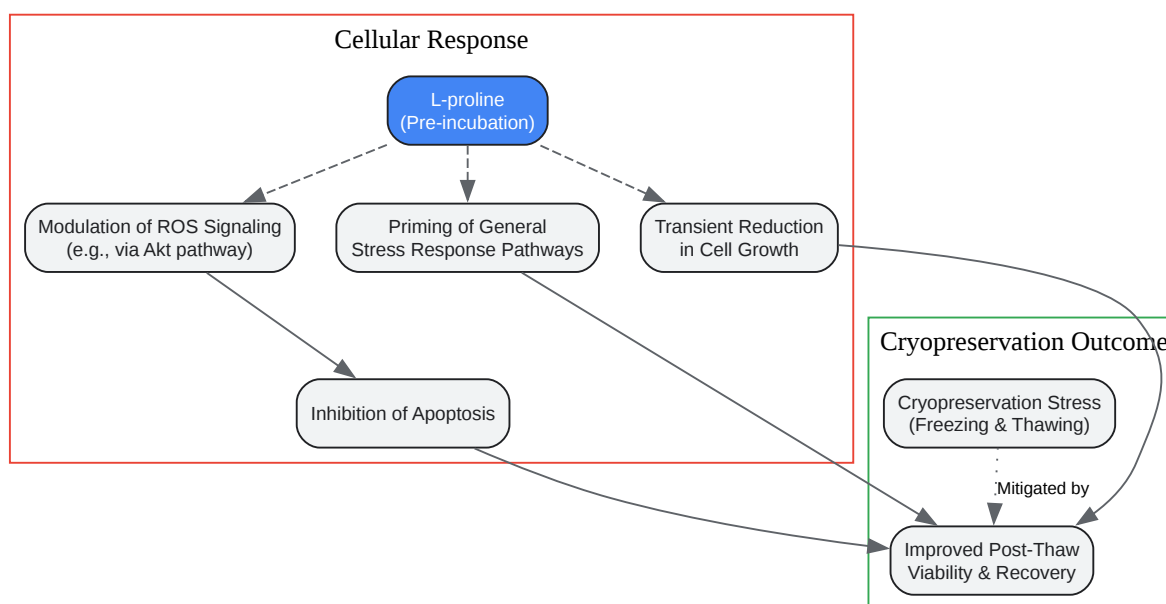 Cellular Response
L-proline
(Pre-incubation)
Modulation of ROS Signaling
(e.g., via Akt pathway)
Priming of General
Stress Response Pathways
Transient Reduction
in Cell Growth
Inhibition of Apoptosis
Cryopreservation Outcome
Cryopreservation Stress
(Freezing & Thawing)
Mitigated by
Improved Post-Thaw
Viability & Recovery